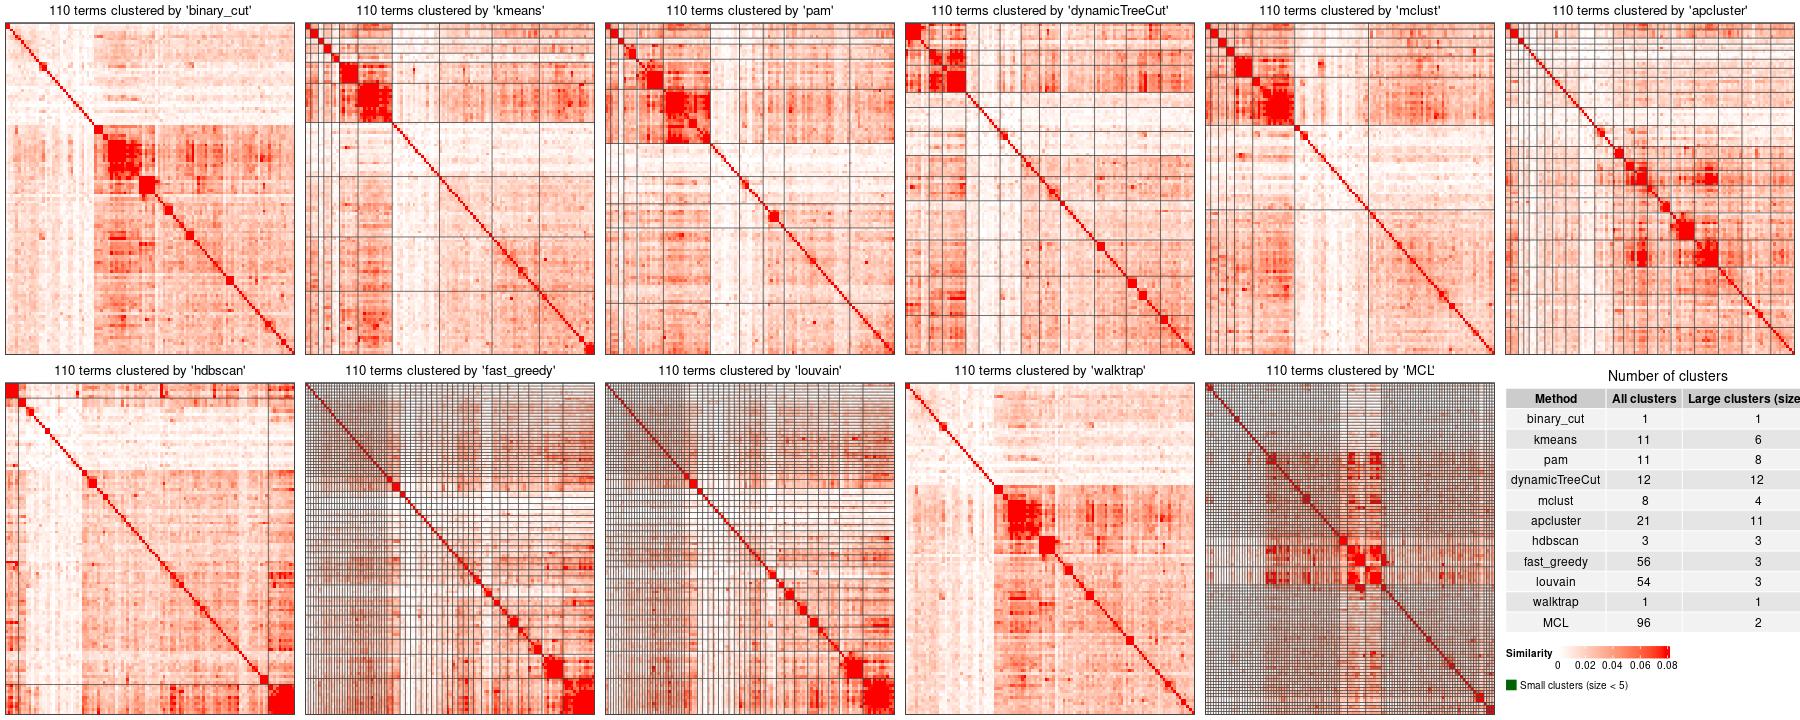 110 terms clustered by 'binary_cut'
110 terms clustered by 'kmeans'
110 terms clustered by 'pam'
110 terms clustered by 'dynamicTreeCut'
110 terms clustered by 'mclust'
110 terms clustered by 'apcluster'
110 terms clustered by 'hdbscan'
110 terms clustered by 'fast_greedy'
110 terms clustered by 'louvain'
110 terms clustered by 'walktrap'
110 terms clustered by 'MCL'
Number of clusters
Method All clusters Large clusters (size
binary_cut 1 1
kmeans 11 6
pam 11 8
dynamicTreeCut 12 12
mclust 8 4
apcluster 21 11
hdbscan 3 3
fast_greedy 56 3
louvain 54 3
walktrap 1 1
MCL 96 2
Similarity
0 0.02 0.04 0.06 0.08
Small clusters (size < 5)